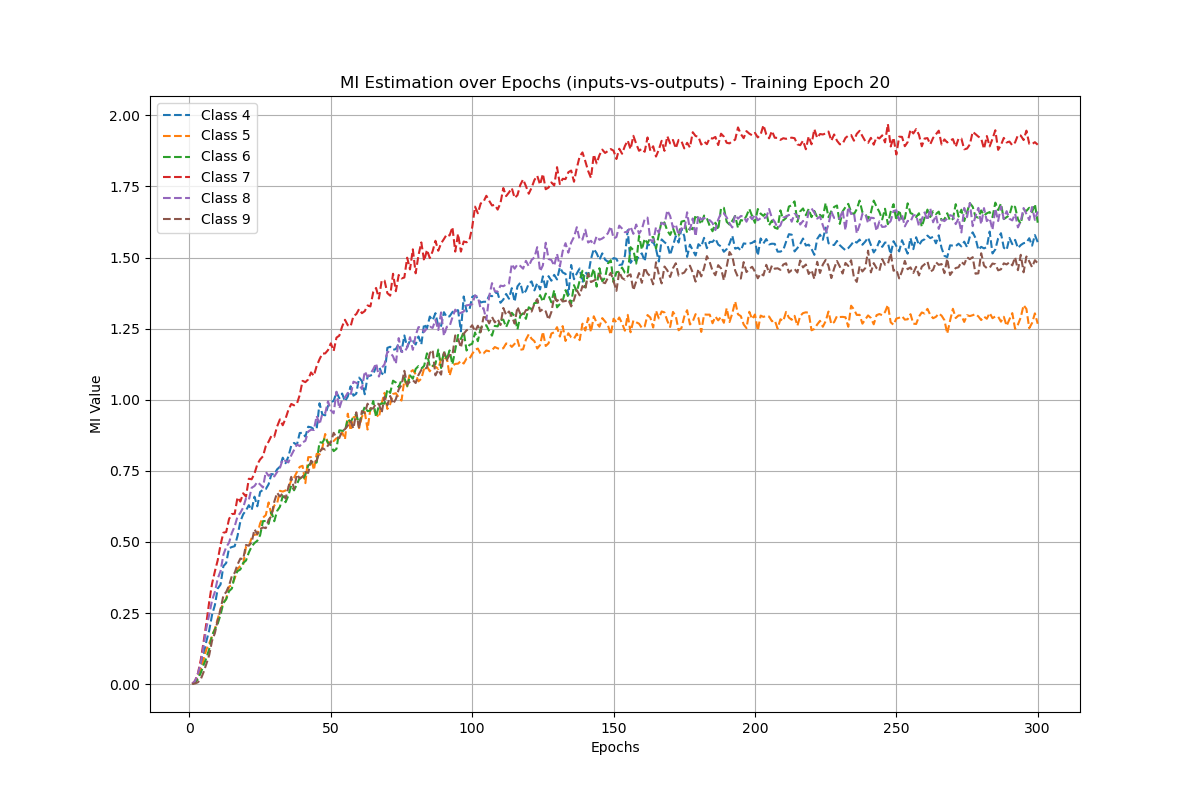 MI Estimation over Epochs (inputs-vs-outputs) - Training Epoch 20
Class 4
Class 5
Class 6
Class 7
Class 8
Class 9
2.00
1.75
1.50
1.25
1.00
0.75
0.50
0.25
0.00
MI Value
0 50 100 150 200 250 300
Epochs